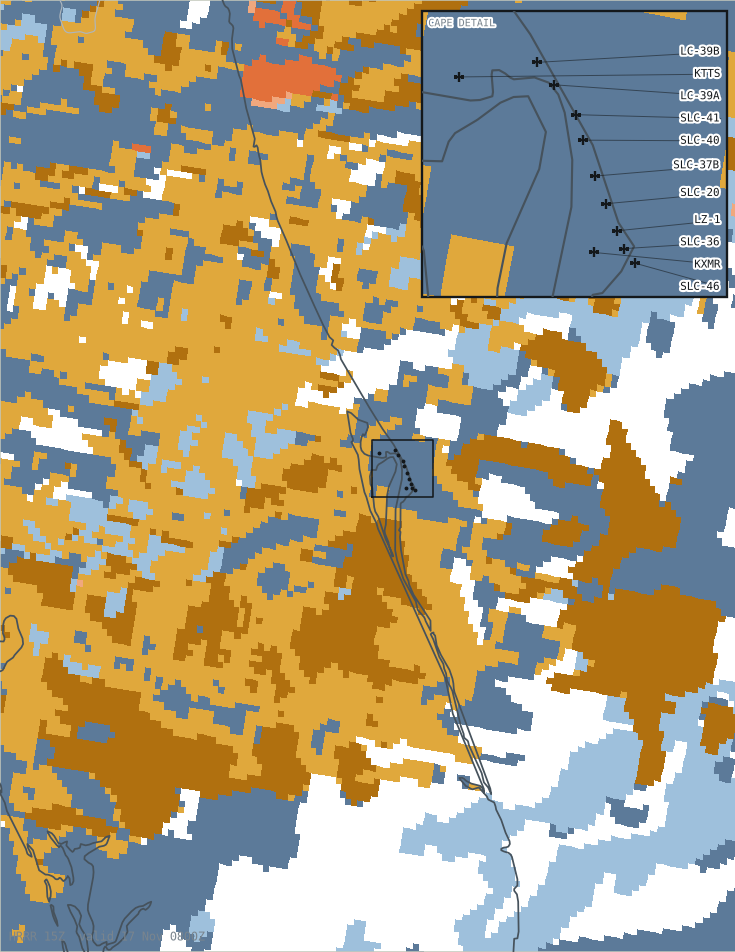 CAPE DETAIL
LC-39B
KTTS
LC-39A
SLC-41
SLC-40
SLC-37B
SLC-20
LZ-1
SLC-36
KXMR
SLC-46